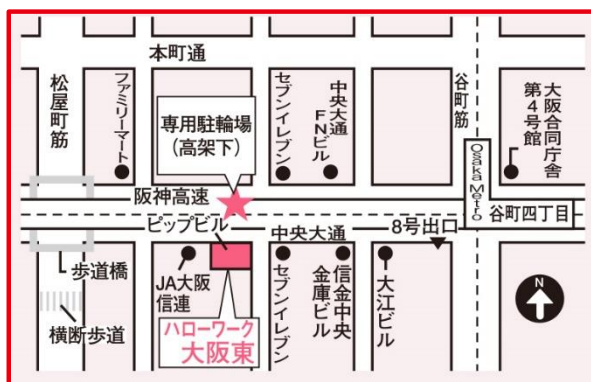 本町通
松屋町筋
ファミリーマート
専用駐輪場
(高架下)
セブンイレブン
中央大通
FNビル
谷町筋
大阪合同庁舎
第4号館
Osaka Metro
阪神高速
谷町四丁目
ピップビル
中央大通
8号出口
歩道橋
JA大阪
信連
セブンイレブン
信金中央
金庫ビル
大江ビル
N
横断歩道
ハローワーク
大阪東